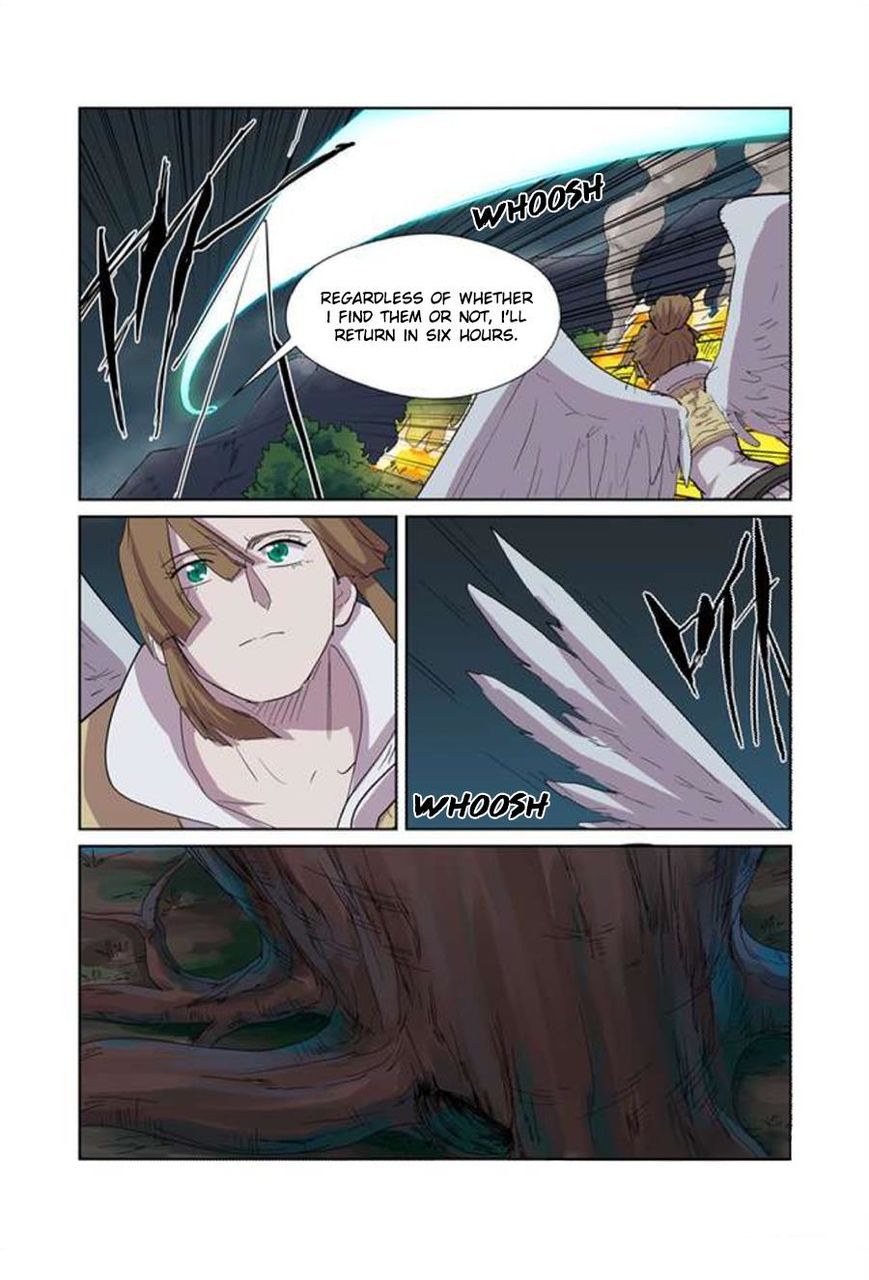 WHOOSH
REGARDLESS OF WHETHER
I FIND THEM OR NOT, I'LL
RETURN IN SIX HOURS.
WHOOSH